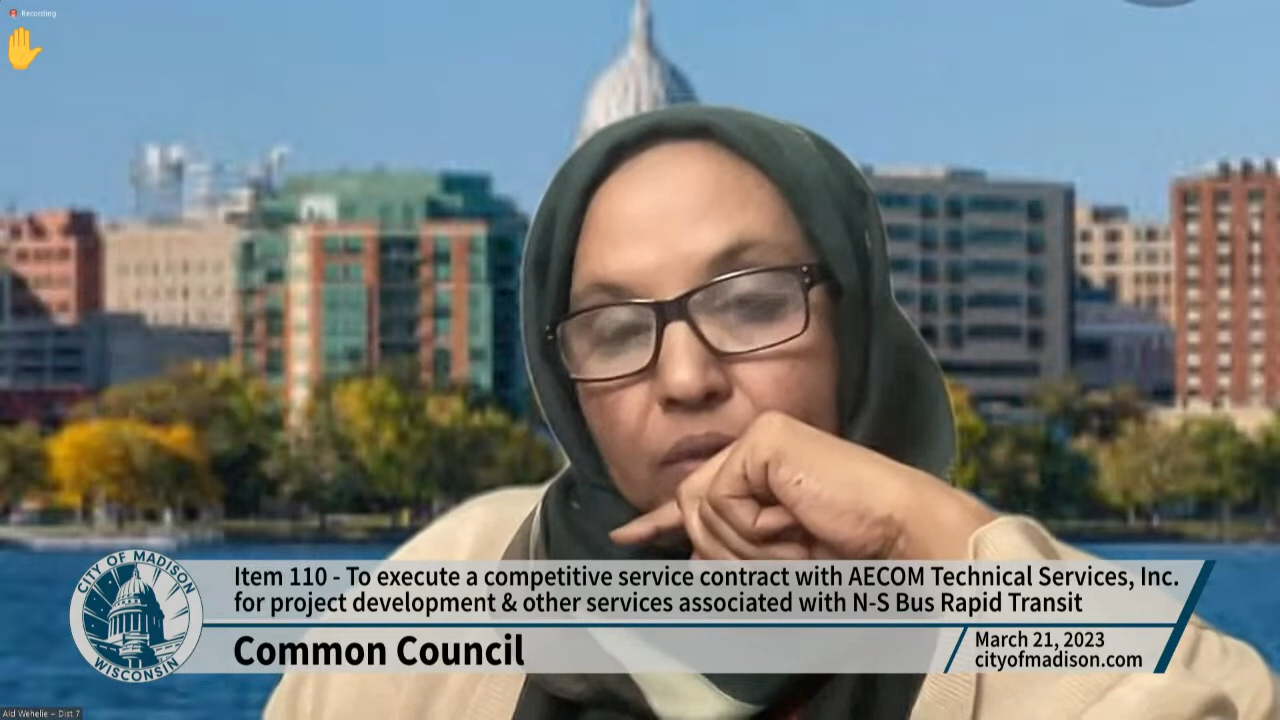 Recording
CITY OF MADISON
WISCONSIN
Item 110 - To execute a competitive service contract with AECOM Technical Services, Inc.
for project development & other services associated with N-S Bus Rapid Transit
Common Council
March 21, 2023
cityofmadison.com
Ald Wehelie - Dist 7